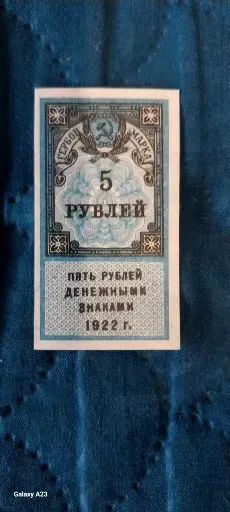 ГЕРБОВ. МАРКА
5
РУБЛЕЙ
ПЯТЬ РУБЛЕЙ
ДЕНЕЖНЫМИ
ЗНАКАМИ
1922 г.
Galaxy A23